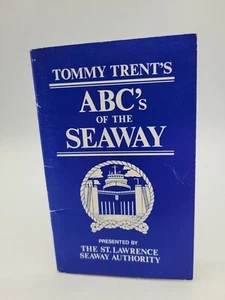 TOMMY TRENT'S
ABC's
OF THE
SEAWAY
PRESENTED BY
THE ST. LAWRENCE
SEAWAY AUTHORITY